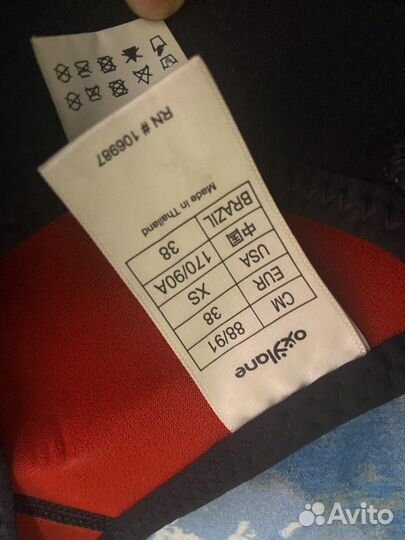 oxylane
CM 88/91
EUR 38
USA XS
中国 170/90A
BRAZIL 38
Made in Thailand
RN # 106987
Avito